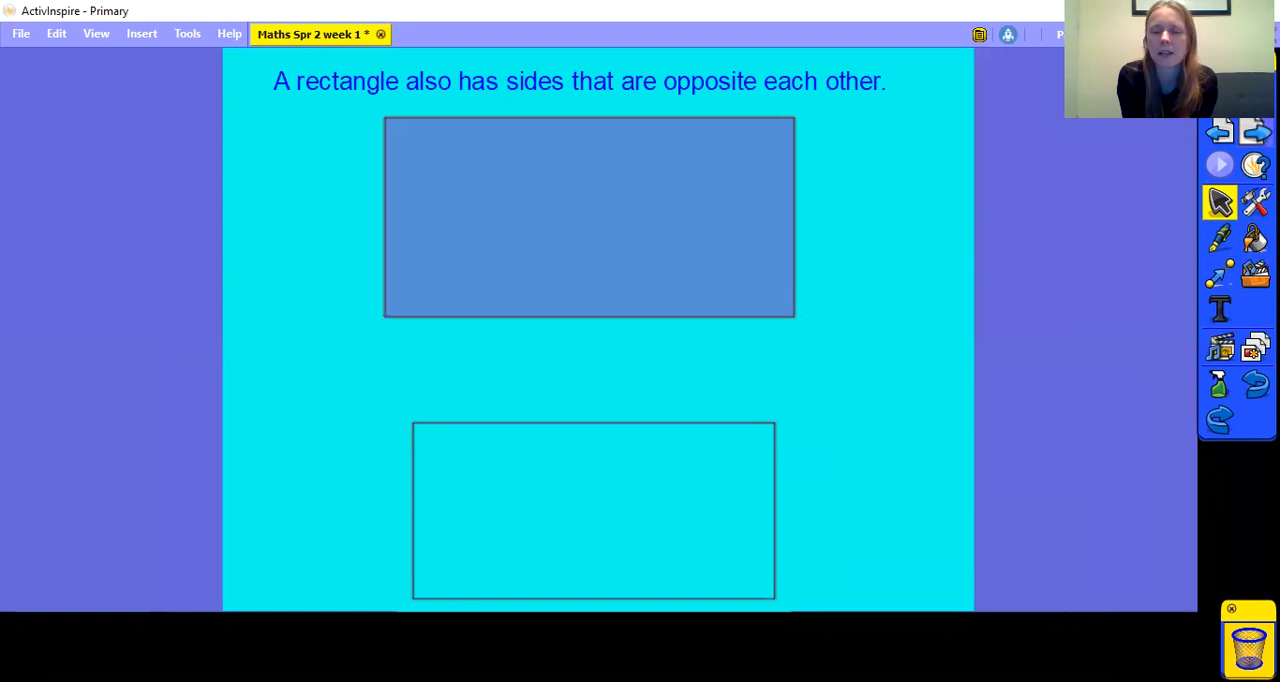 ActivInspire - Primary
File Edit View Insert Tools Help Maths Spr 2 week 1 *
A rectangle also has sides that are opposite each other.